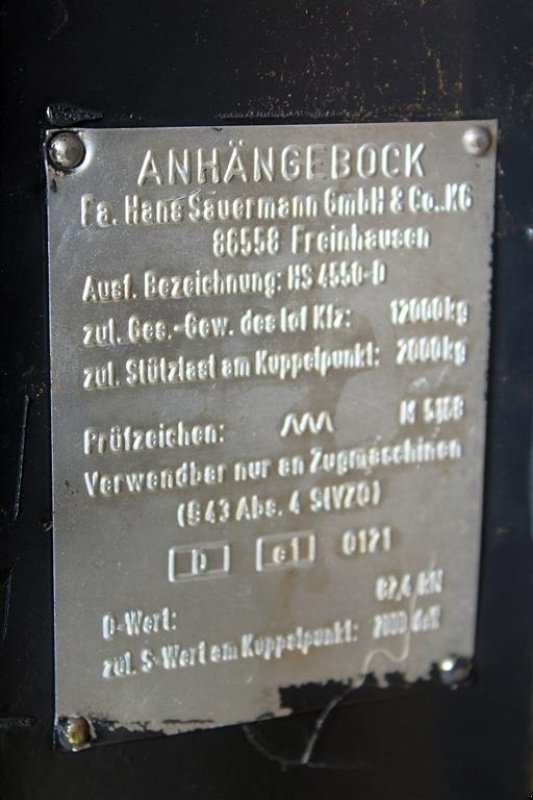 ANHÄNGEBOCK
Fa. Hans Sauermann GmbH & Co..KG
86558 Freinhausen
Ausf. Bezeichnung: HS 4550-D
zul. Ges.-Gew. des lof Kfz: 12000kg
zul. Stützlast am Kuppelpunkt: 2000kg
Prüfzeichen: M
Verwendbar nur an Zugmaschinen
(§ 43 Abs. 4 StVZO)
D e1 0121
D-Wert: 82,4 kN
zul. S-Wert am Kuppelpunkt: 2000 daN